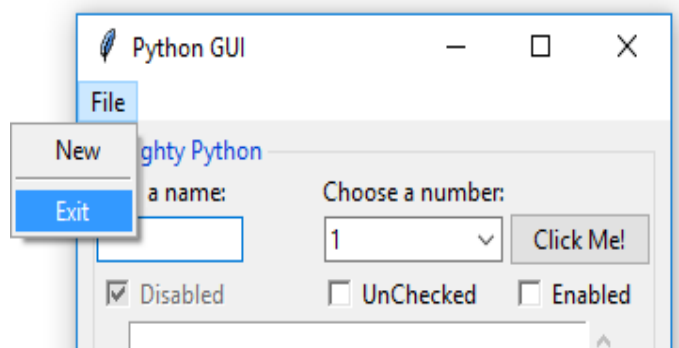 Python GUI
File
New
ghty Python
a name:
Choose a number:
Exit
1
Click Me!
Disabled
UnChecked
Enabled